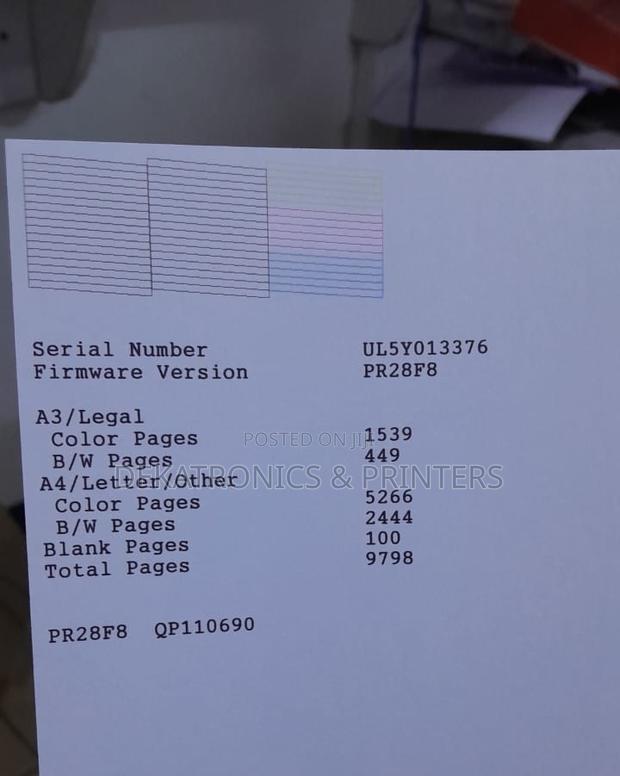 Serial Number UL5Y013376
Firmware Version PR28F8
A3/Legal
Color Pages 1539
B/W Pages 449
A4/Letter/Other
Color Pages 5266
B/W Pages 2444
Blank Pages 100
Total Pages 9798
PR28F8 QP110690
POSTED ON JIJI
DEKATRONICS & PRINTERS